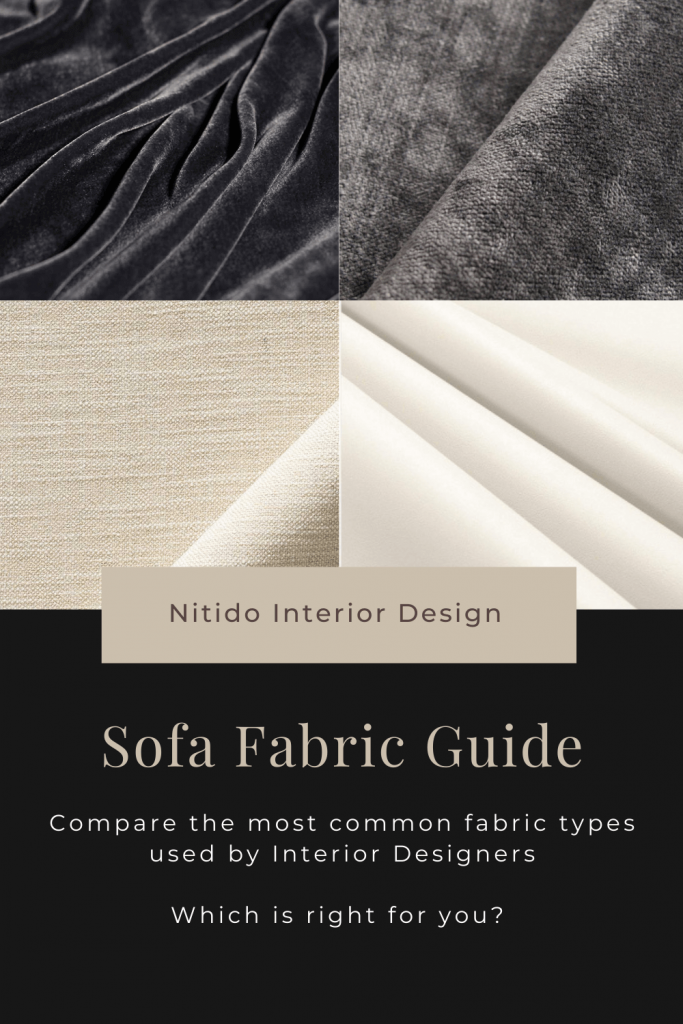 Nitido Interior Design
Sofa Fabric Guide
Compare the most common fabric types
used by Interior Designers
Which is right for you?